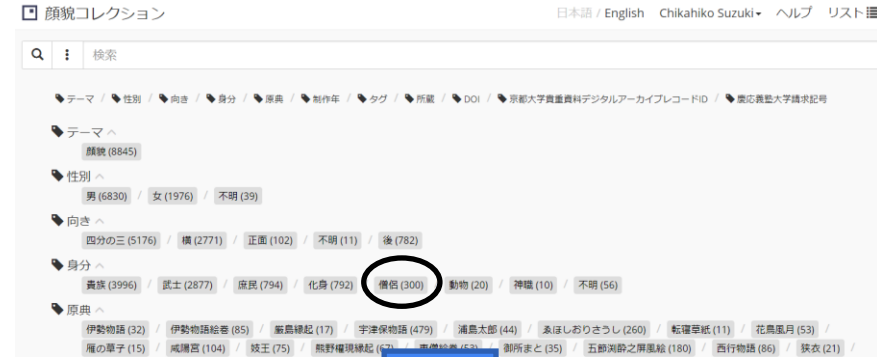 顔貌コレクション 日本語 / English Chikahiko Suzuki ヘルプ リスト
検索
テーマ / 性別 / 向き / 身分 / 原典 / 制作年 / タグ / 所蔵 / DOI / 京都大学貴重資料デジタルアーカイブレコードID / 慶応義塾大学請求記号
テーマ
顔貌 (8845)
性別
男 (6830) / 女 (1976) / 不明 (39)
向き
四分の三 (5176) / 横 (2771) / 正面 (102) / 不明 (11) / 後 (782)
身分
貴族 (3996) / 武士 (2877) / 庶民 (794) / 化身 (792) / 僧侶 (300) / 動物 (20) / 神職 (10) / 不明 (56)
原典
伊勢物語 (32) / 伊勢物語絵巻 (85) / 厳島縁起 (17) / 宇津保物語 (479) / 浦島太郎 (44) / ゑほしおりさうし (260) / 転寝草紙 (11) / 花鳥風月 (53) /
雁の草子 (15) / 咸陽宮 (104) / 妓王 (75) / 熊野権現縁起 (67) / (53) / 御所まと (35) / 五郎渕酔之屏風絵 (180) / 西行物語 (86) / 狭衣 (21) /